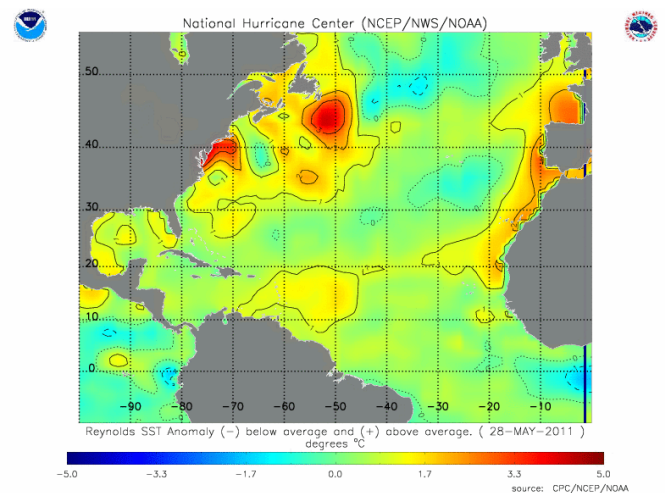 National Hurricane Center (NCEP/NWS/NOAA)
50
40
30
20
10
0
−90 −80 −70 −60 −50 −40 −30 −20 −10
Reynolds SST Anomaly (−) below average and (+) above average. ( 28−MAY−2011 )
degrees °C
−5.0 −3.3 −1.7 0.0 1.7 3.3 5.0
source: CPC/NCEP/NOAA